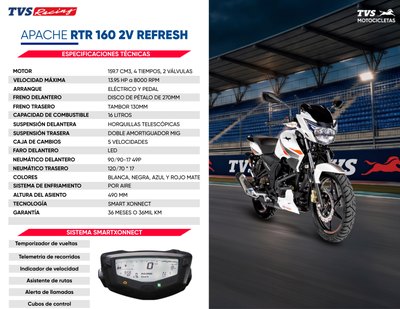 TVS Racing
TVS
MOTOCICLETAS
APACHE RTR 160 2V REFRESH
ESPECIFICACIONES TÉCNICAS
MOTOR 159.7 CM3, 4 TIEMPOS, 2 VÁLVULAS
VELOCIDAD MÁXIMA 13.95 HP a 8000 RPM
ARRANQUE ELÉCTRICO Y PEDAL
FRENO DELANTERO DISCO DE PÉTALO DE 270MM
FRENO TRASERO TAMBOR 130MM
CAPACIDAD DE COMBUSTIBLE 16 LITROS
SUSPENSIÓN DELANTERA HORQUILLAS TELESCÓPICAS
SUSPENSIÓN TRASERA DOBLE AMORTIGUADOR MIG
CAJA DE CAMBIOS 5 VELOCIDADES
FARO DELANTERO LED
NEUMÁTICO DELANTERO 90/90-17 49P
NEUMÁTICO TRASERO 120/70 * 17
COLORES BLANCA, NEGRA, AZUL Y ROJO MATE
SISTEMA DE ENFRIAMIENTO POR AIRE
ALTURA DEL ASIENTO 490 MM
TECNOLOGÍA SMART XONNECT
GARANTÍA 36 MESES O 36MIL KM
SISTEMA SMARTXONNECT
Temporizador de vueltas
Telemetría de recorridos
Indicador de velocidad
Asistente de rutas
Alerta de llamadas
Cubos de control
TVS